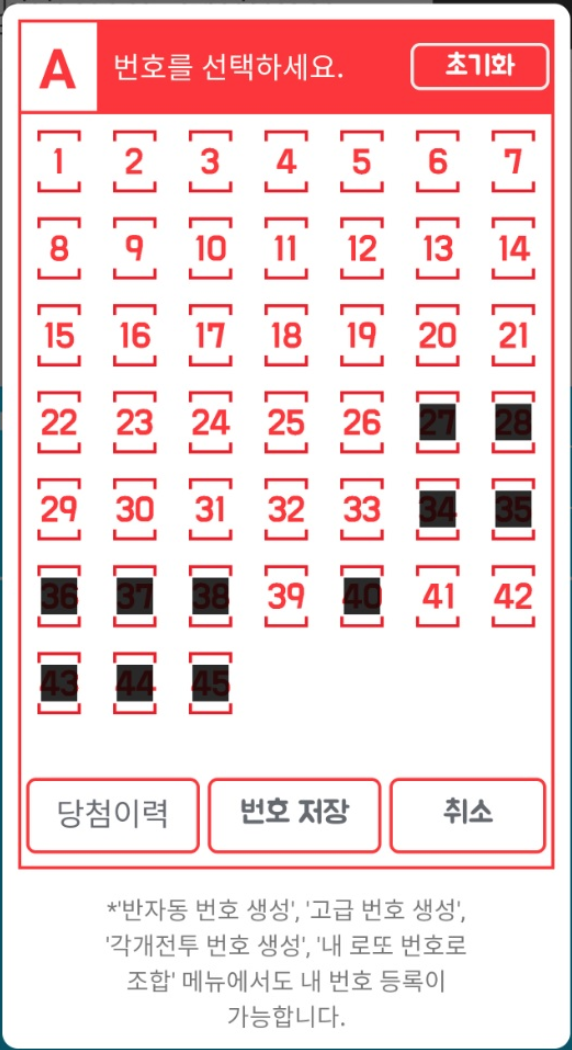 A 번호를 선택하세요. 초기화
1 2 3 4 5 6 7
8 9 10 11 12 13 14
15 16 17 18 19 20 21
22 23 24 25 26 27 28
29 30 31 32 33 34 35
36 37 38 39 40 41 42
43 44 45
당첨이력 번호 저장 취소
*'반자동 번호 생성', '고급 번호 생성',
'각개전투 번호 생성', '내 로또 번호로
조합' 메뉴에서도 내 번호 등록이
가능합니다.